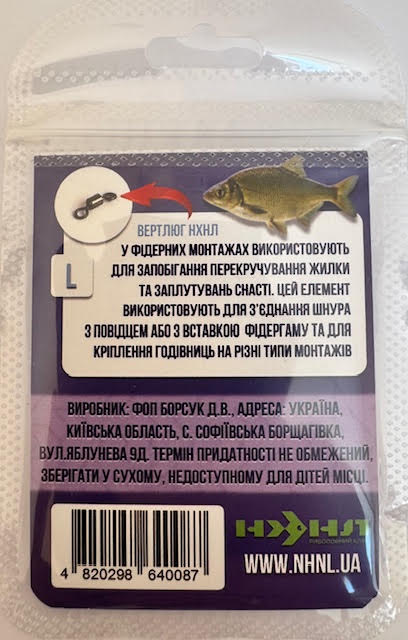 ВЕРТЛЮГ НХНЛ
У ФІДЕРНИХ МОНТАЖАХ ВИКОРИСТОВУЮТЬ
ДЛЯ ЗАПОБІГАННЯ ПЕРЕКРУЧУВАННЯ ЖИЛКИ
ТА ЗАПЛУТУВАНЬ СНАСТІ. ЦЕЙ ЕЛЕМЕНТ
ВИКОРИСТОВУЮТЬ ДЛЯ З'ЄДНАННЯ ШНУРА
З ПОВІДЦЕМ АБО З ВСТАВКОЮ ФІДЕРГАМУ ТА ДЛЯ
КРІПЛЕННЯ ГОДІВНИЦЬ НА РІЗНІ ТИПИ МОНТАЖІВ
L
ВИРОБНИК: ФОП БОРСУК Д.В., АДРЕСА: УКРАЇНА,
КИЇВСЬКА ОБЛАСТЬ, С. СОФІЇВСЬКА БОРЩАГІВКА,
ВУЛ.ЯБЛУНЕВА 9Д. ТЕРМІН ПРИДАТНОСТІ НЕ ОБМЕЖЕНИЙ,
ЗБЕРІГАТИ У СУХОМУ, НЕДОСТУПНОМУ ДЛЯ ДІТЕЙ МІСЦІ.
4 820298 640087
НХНЛ
РИБОЛОВНИЙ КЛУБ
WWW.NHNL.UA